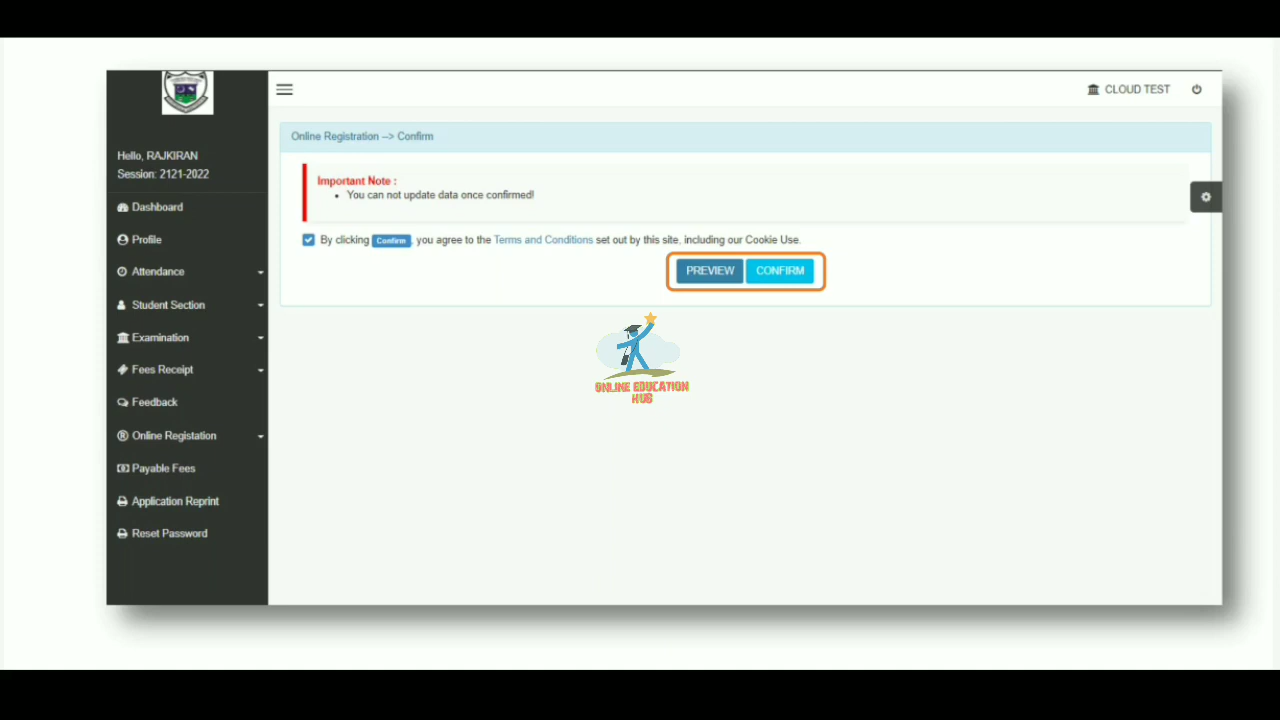 CLOUD TEST
Hello, RAJKIRAN
Session: 2121-2022
Dashboard
Profile
Attendance
Student Section
Examination
Fees Receipt
Feedback
Online Registation
Payable Fees
Application Reprint
Reset Password
Online Registration --> Confirm
Important Note :
• You can not update data once confirmed!
By clicking Confirm, you agree to the Terms and Conditions set out by this site, including our Cookie Use.
PREVIEW CONFIRM
ONLINE EDUCATION
HUB